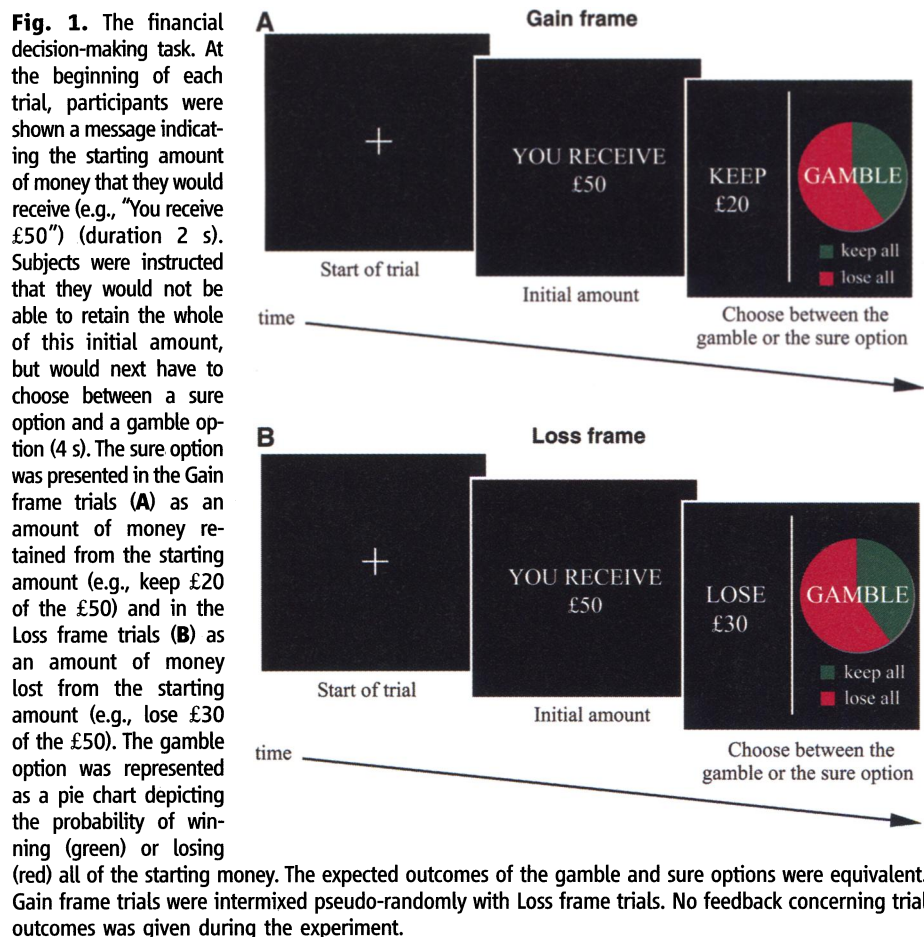 Fig. 1. The financial
decision-making task. At
the beginning of each
trial, participants were
shown a message indicat-
ing the starting amount
of money that they would
receive (e.g., "You receive
£50") (duration 2 s).
Subjects were instructed
that they would not be
able to retain the whole
of this initial amount,
but would next have to
choose between a sure
option and a gamble op-
tion (4 s). The sure option
was presented in the Gain
frame trials (A) as an
amount of money re-
tained from the starting
amount (e.g., keep £20
of the £50) and in the
Loss frame trials (B) as
an amount of money
lost from the starting
amount (e.g., lose £30
of the £50). The gamble
option was represented
as a pie chart depicting
the probability of win-
ning (green) or losing
(red) all of the starting money. The expected outcomes of the gamble and sure options were equivalent.
Gain frame trials were intermixed pseudo-randomly with Loss frame trials. No feedback concerning trial
outcomes was given during the experiment.
A
Gain frame
YOU RECEIVE
£50
KEEP
£20
GAMBLE
keep all
lose all
Start of trial
Initial amount
Choose between the
gamble or the sure option
time
B
Loss frame
YOU RECEIVE
£50
LOSE
£30
GAMBLE
keep all
lose all
Start of trial
Initial amount
Choose between the
gamble or the sure option
time